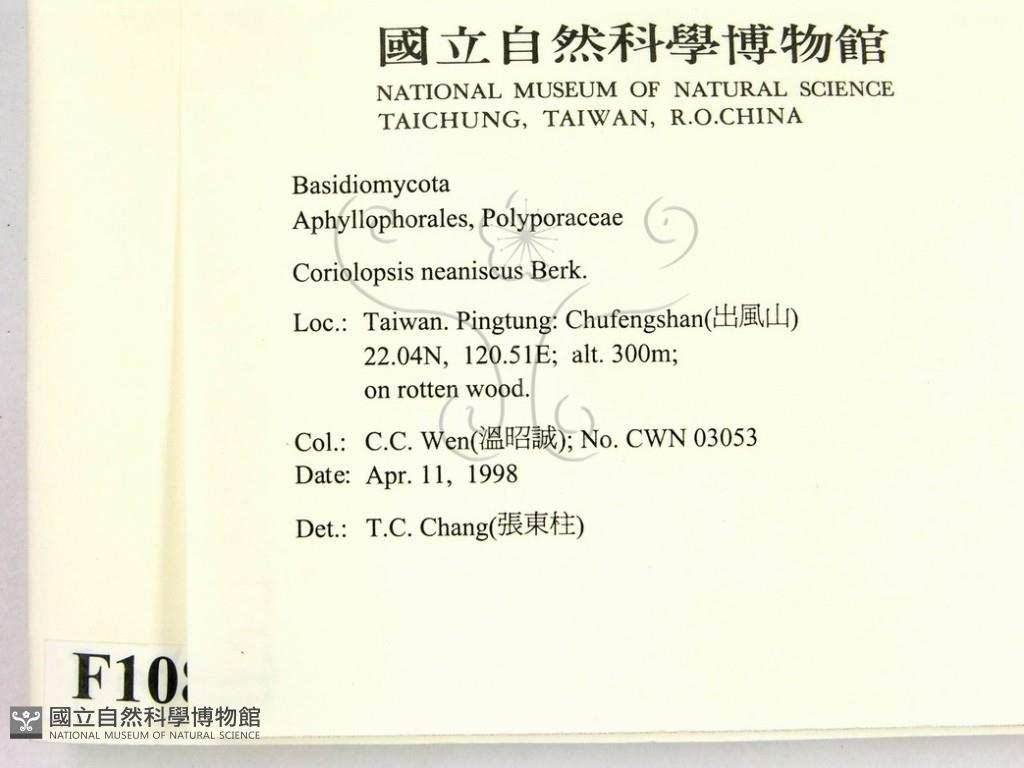 國立自然科學博物館
NATIONAL MUSEUM OF NATURAL SCIENCE
TAICHUNG, TAIWAN, R.O.CHINA
Basidiomycota
Aphyllophorales, Polyporaceae
Coriolopsis neaniscus Berk.
Loc.: Taiwan. Pingtung: Chufengshan(出風山)
22.04N, 120.51E; alt. 300m;
on rotten wood.
Col.: C.C. Wen(溫昭誠); No. CWN 03053
Date: Apr. 11, 1998
Det.: T.C. Chang(張東柱)
國立自然科學博物館
NATIONAL MUSEUM OF NATURAL SCIENCE